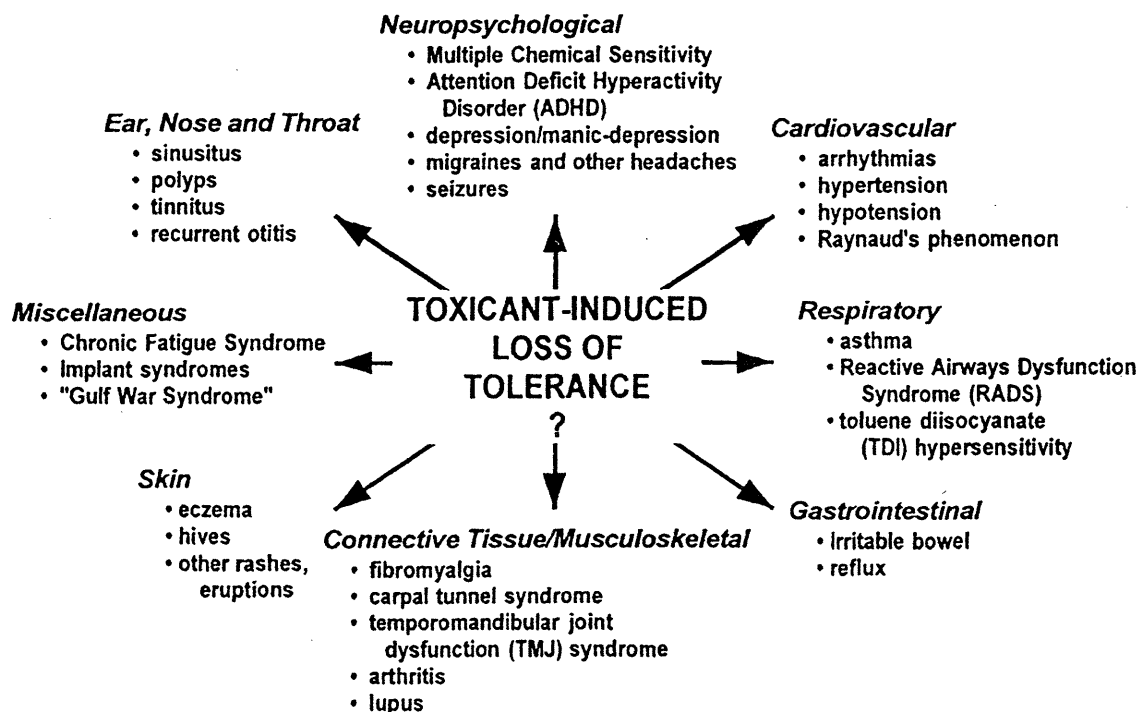 Neuropsychological
• Multiple Chemical Sensitivity
• Attention Deficit Hyperactivity
Disorder (ADHD)
• depression/manic-depression
• migraines and other headaches
• seizures
Ear, Nose and Throat
• sinusitus
• polyps
• tinnitus
• recurrent otitis
Cardiovascular
• arrhythmias
• hypertension
• hypotension
• Raynaud's phenomenon
TOXICANT-INDUCED
LOSS OF
TOLERANCE
?
Miscellaneous
• Chronic Fatigue Syndrome
• Implant syndromes
• "Gulf War Syndrome"
Respiratory
• asthma
• Reactive Airways Dysfunction
Syndrome (RADS)
• toluene diisocyanate
(TDI) hypersensitivity
Skin
• eczema
• hives
• other rashes,
eruptions
Connective Tissue/Musculoskeletal
• fibromyalgia
• carpal tunnel syndrome
• temporomandibular joint
dysfunction (TMJ) syndrome
• arthritis
• lupus
Gastrointestinal
• irritable bowel
• reflux